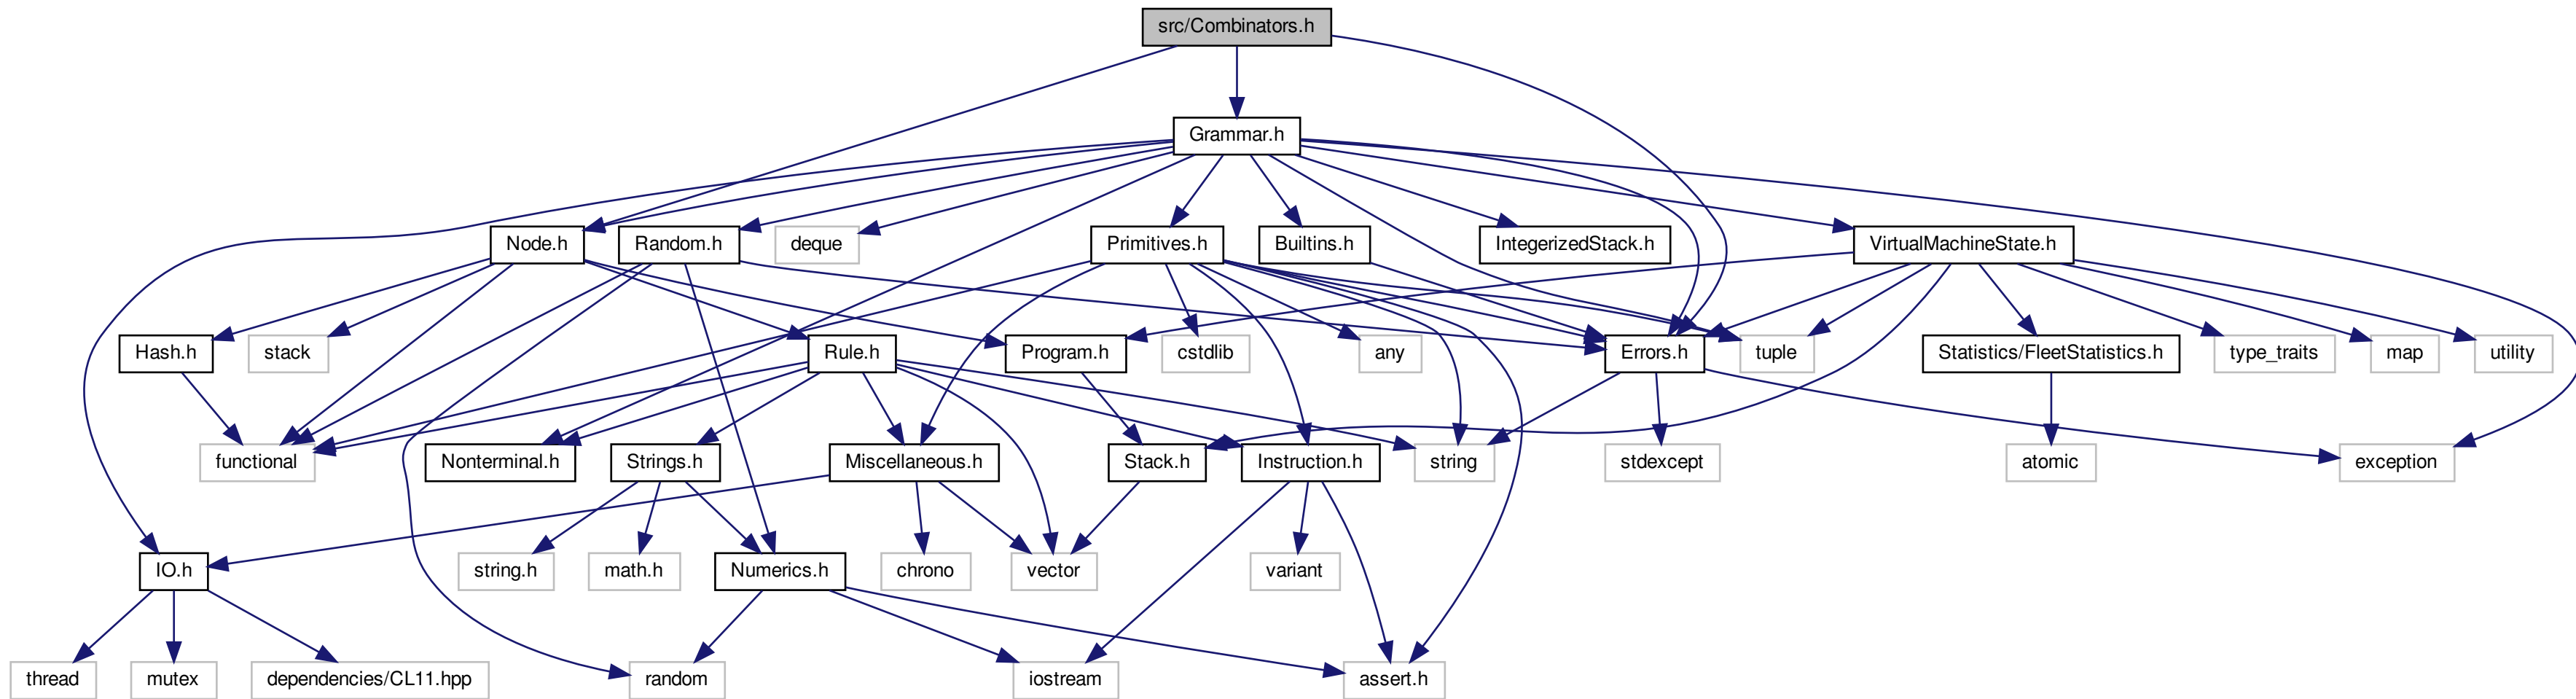 src/Combinators.h
Grammar.h
Node.h
Random.h
deque
Primitives.h
Builtins.h
IntegerizedStack.h
VirtualMachineState.h
Hash.h
stack
Rule.h
Program.h
cstdlib
any
Errors.h
tuple
Statistics/FleetStatistics.h
type_traits
map
utility
functional
Nonterminal.h
Strings.h
Miscellaneous.h
Stack.h
Instruction.h
string
stdexcept
atomic
exception
IO.h
string.h
math.h
Numerics.h
chrono
vector
variant
thread
mutex
dependencies/CL11.hpp
random
iostream
assert.h